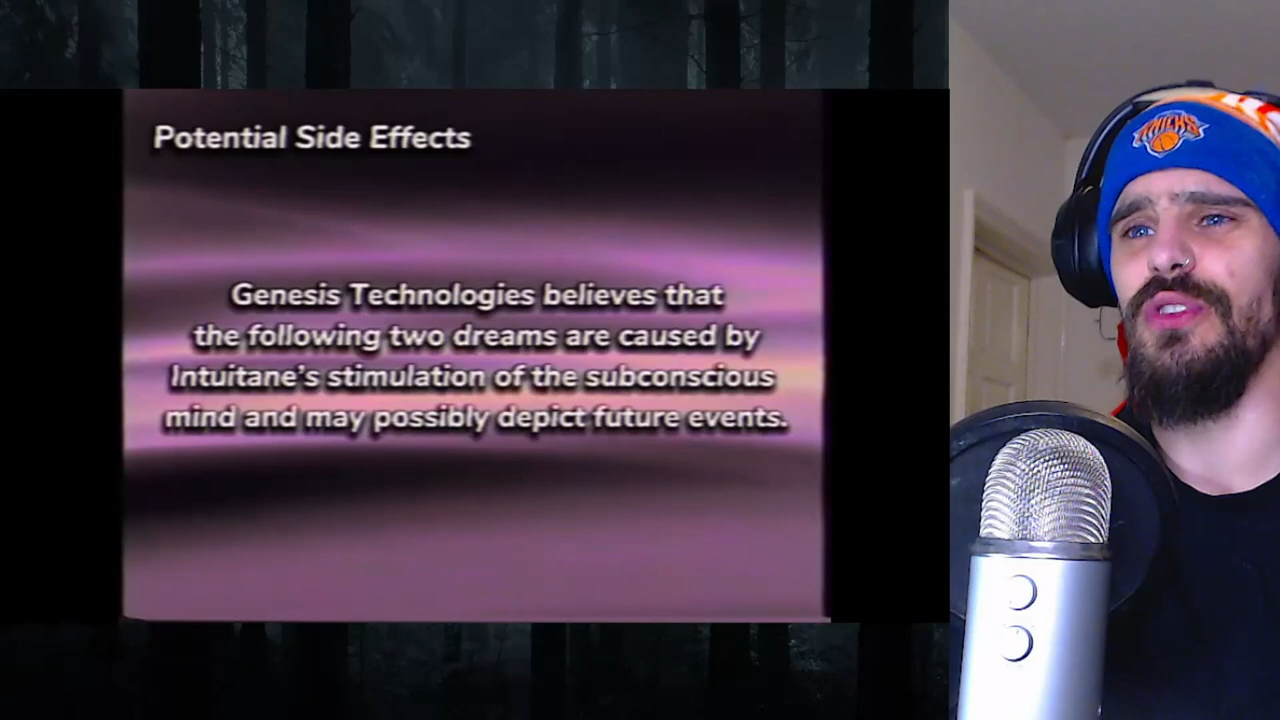 Potential Side Effects
Genesis Technologies believes that
the following two dreams are caused by
Intuitane's stimulation of the subconscious
mind and may possibly depict future events.
KNICKS